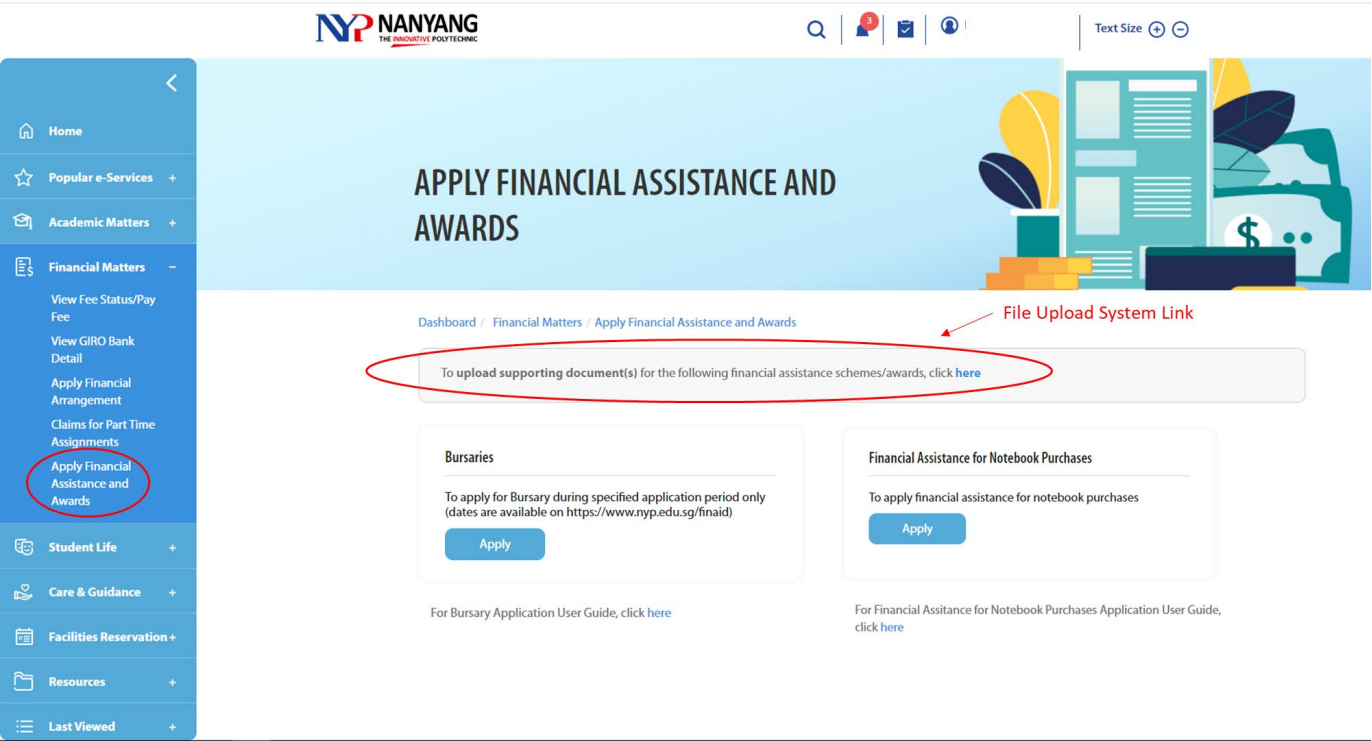 NYP NANYANG
THE INNOVATIVE POLYTECHNIC
3
Text Size + −
Home
Popular e-Services +
Academic Matters +
Financial Matters −
View Fee Status/Pay
Fee
View GIRO Bank
Detail
Apply Financial
Arrangement
Claims for Part Time
Assignments
Apply Financial
Assistance and
Awards
Student Life +
Care & Guidance +
Facilities Reservation +
Resources +
Last Viewed +
APPLY FINANCIAL ASSISTANCE AND
AWARDS
$
Dashboard / Financial Matters / Apply Financial Assistance and Awards
File Upload System Link
To upload supporting document(s) for the following financial assistance schemes/awards, click here
Bursaries
To apply for Bursary during specified application period only
(dates are available on https://www.nyp.edu.sg/finaid)
Apply
For Bursary Application User Guide, click here
Financial Assistance for Notebook Purchases
To apply financial assistance for notebook purchases
Apply
For Financial Assitance for Notebook Purchases Application User Guide,
click here